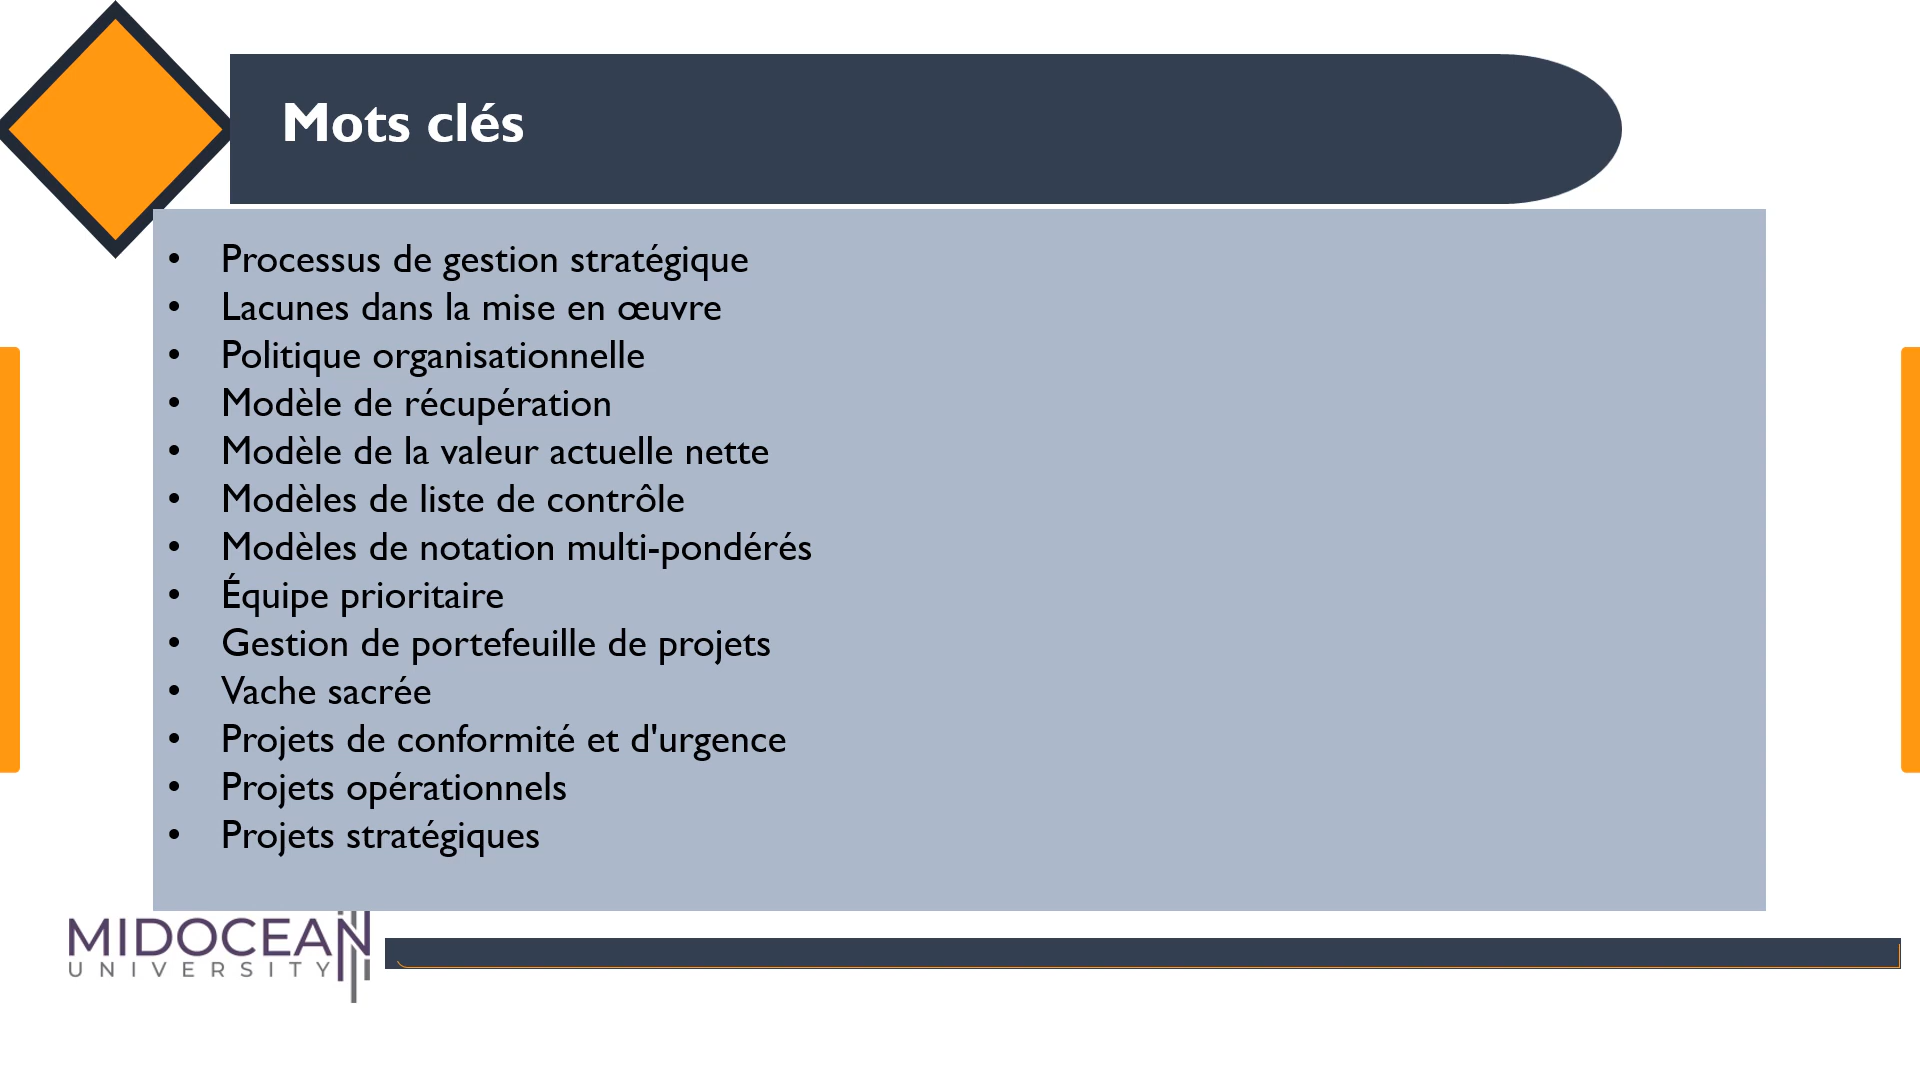 Mots clés
• Processus de gestion stratégique
• Lacunes dans la mise en œuvre
• Politique organisationnelle
• Modèle de récupération
• Modèle de la valeur actuelle nette
• Modèles de liste de contrôle
• Modèles de notation multi-pondérés
• Équipe prioritaire
• Gestion de portefeuille de projets
• Vache sacrée
• Projets de conformité et d'urgence
• Projets opérationnels
• Projets stratégiques
MIDOCEAN
UNIVERSITY